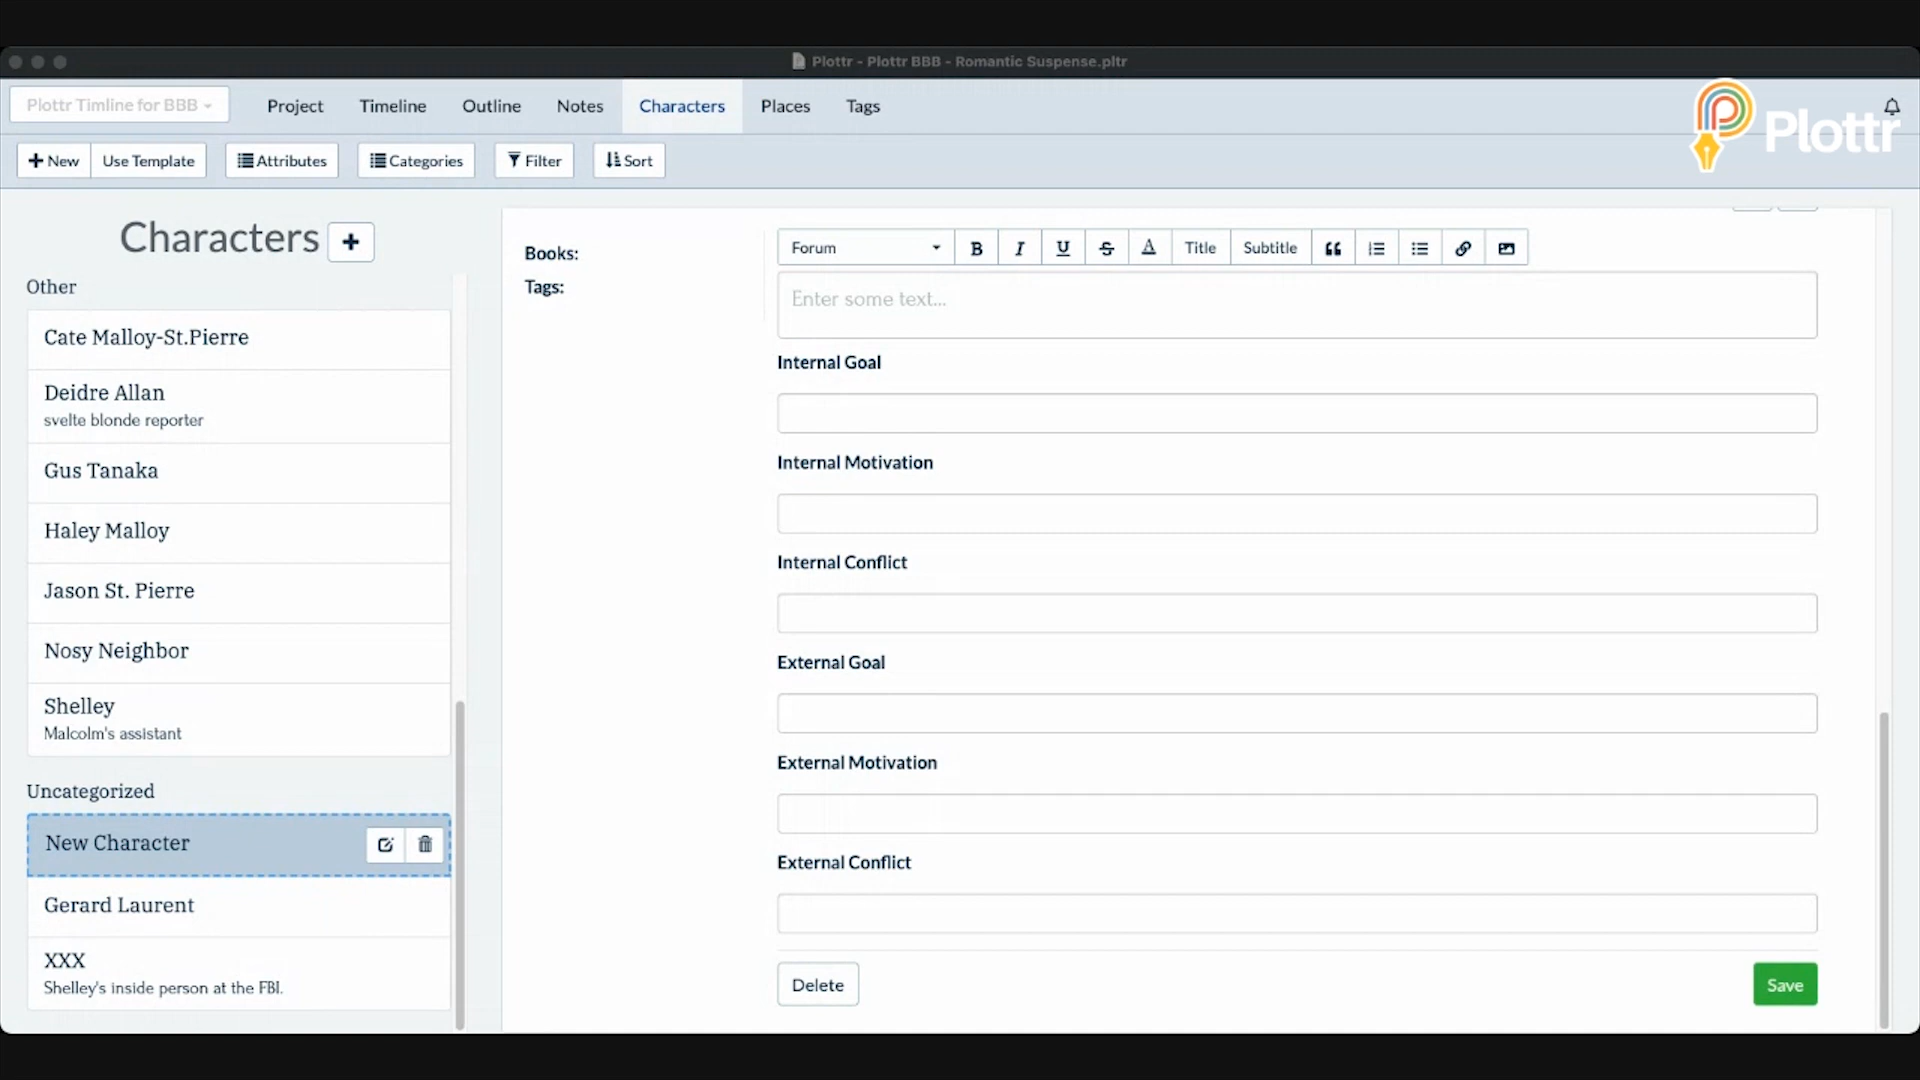 Plottr - Plottr BBB - Romantic Suspense.pltr
Plottr Timline for BBB
Project
Timeline
Outline
Notes
Characters
Places
Tags
Plottr
New
Use Template
Attributes
Categories
Filter
Sort
Characters
Other
Cate Malloy-St.Pierre
Deidre Allan
svelte blonde reporter
Gus Tanaka
Haley Malloy
Jason St. Pierre
Nosy Neighbor
Shelley
Malcolm's assistant
Uncategorized
New Character
Gerard Laurent
XXX
Shelley's inside person at the FBI.
Books:
Tags:
Forum
B
I
U
S
A
Title
Subtitle
Enter some text...
Internal Goal
Internal Motivation
Internal Conflict
External Goal
External Motivation
External Conflict
Delete
Save